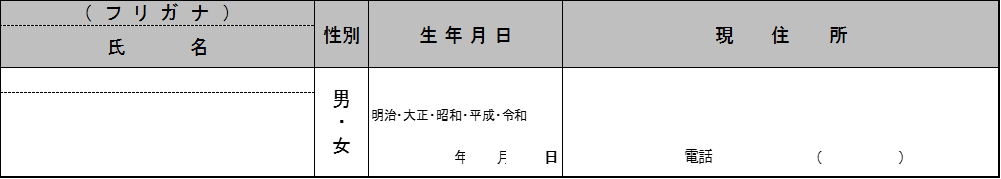 (フリガナ)
氏 名
性別
生年月日
現 住 所
男
・
女
明治・大正・昭和・平成・令和
年 月 日
電話 ( )